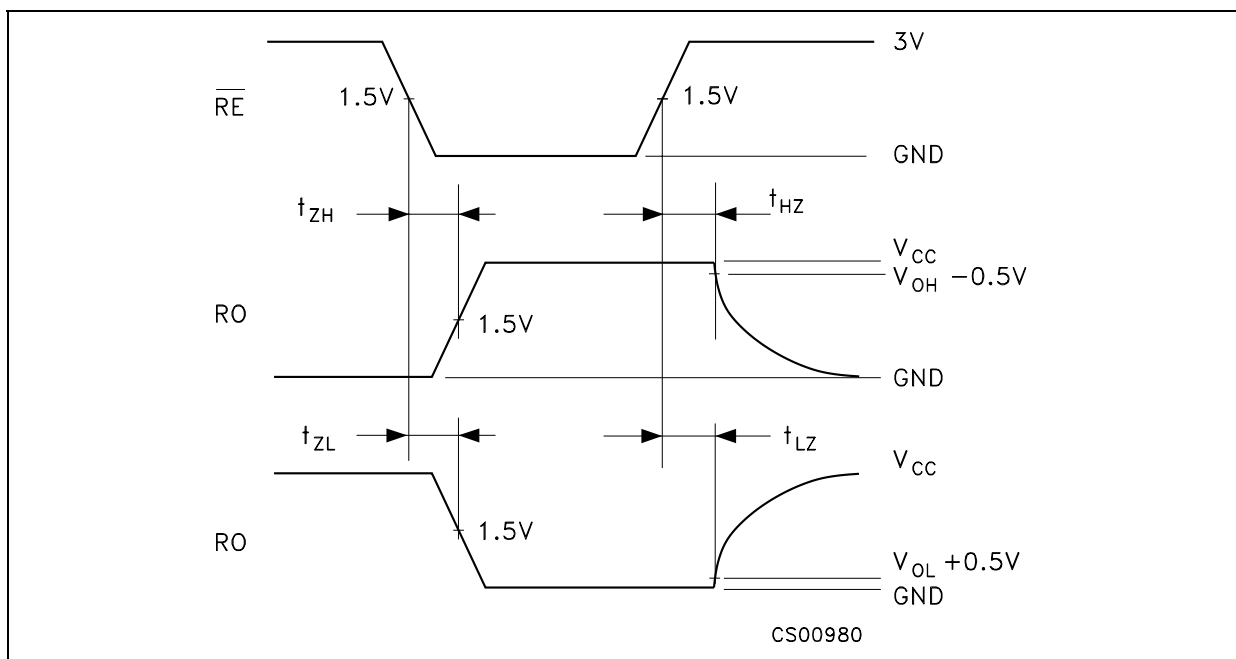 3V
R̅E̅
1.5V
1.5V
GND
tZH
tHZ
VCC
VOH −0.5V
RO
1.5V
GND
tZL
tLZ
VCC
1.5V
RO
VOL +0.5V
GND
CS00980